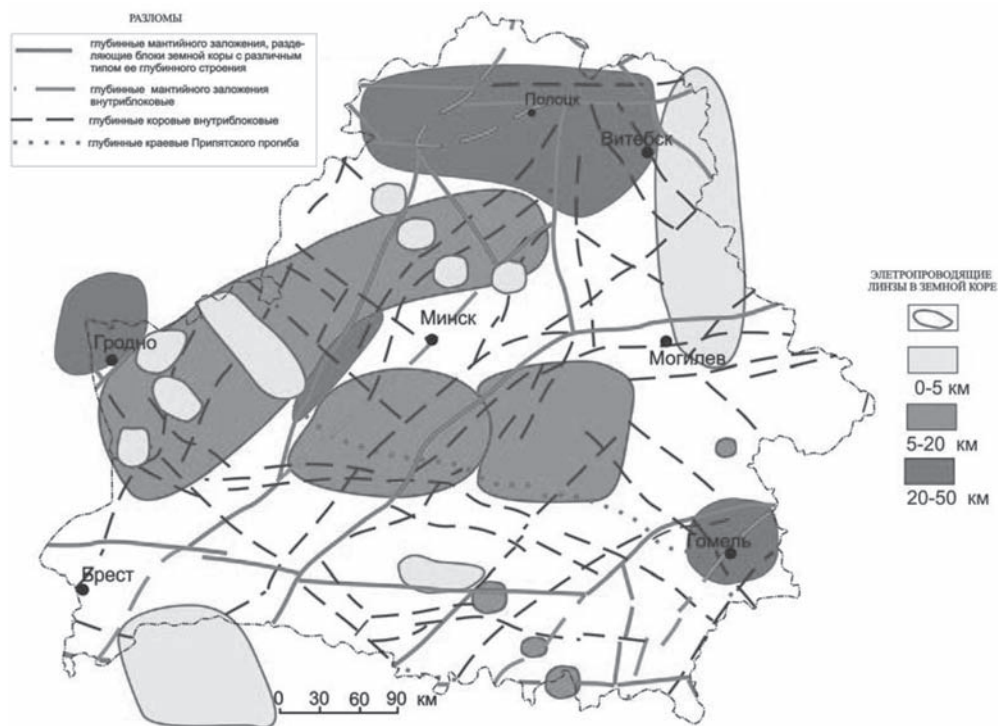 РАЗЛОМЫ
глубинные мантийного заложения, разде-
ляющие блоки земной коры с различным
типом ее глубинного строения
глубинные мантийного заложения
внутриблоковые
глубинные коровые внутриблоковые
глубинные краевые Припятского прогиба
Полоцк
Витебск
Гродно
Минск
Могилев
Гомель
Брест
ЭЛЕТРОПРОВОДЯЩИЕ
ЛИНЗЫ В ЗЕМНОЙ КОРЕ
0-5 км
5-20 км
20-50 км
0 30 60 90 км